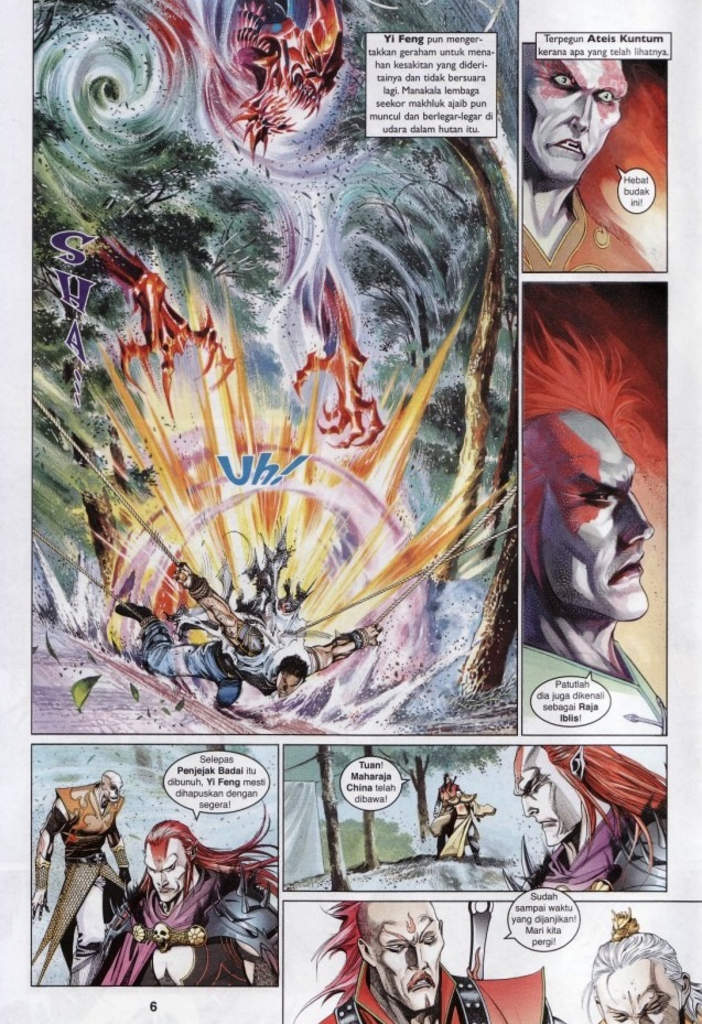 Yi Feng pun menger-
takkan geraham untuk mena-
han kesakitan yang dideri-
tainya dan tidak bersuara
lagi. Manakala lembaga
seekor makhluk ajaib pun
muncul dan berlegar-legar di
udara dalam hutan itu.
SHA...
Uh!
Terpegun Ateis Kuntum
kerana apa yang telah lihatnya.
Hebat
budak
ini!
Patutlah
dia juga dikenali
sebagai Raja
Iblis!
Selepas
Penjejak Badai itu
dibunuh, Yi Feng mesti
dihapuskan dengan
segera!
Tuan!
Maharaja
China telah
dibawa!
Sudah
sampai waktu
yang dijanjikan!
Mari kita
pergi!
6